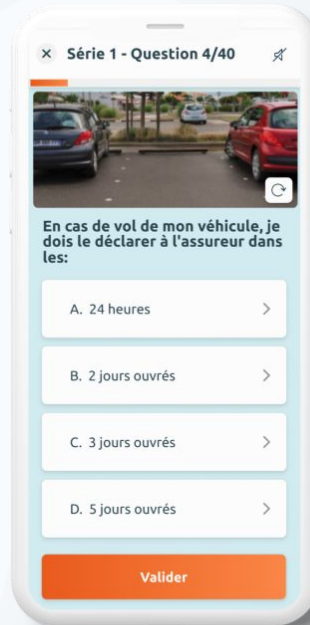 Série 1 - Question 4/40
En cas de vol de mon véhicule, je
dois le déclarer à l'assureur dans
les:
A. 24 heures
B. 2 jours ouvrés
C. 3 jours ouvrés
D. 5 jours ouvrés
Valider